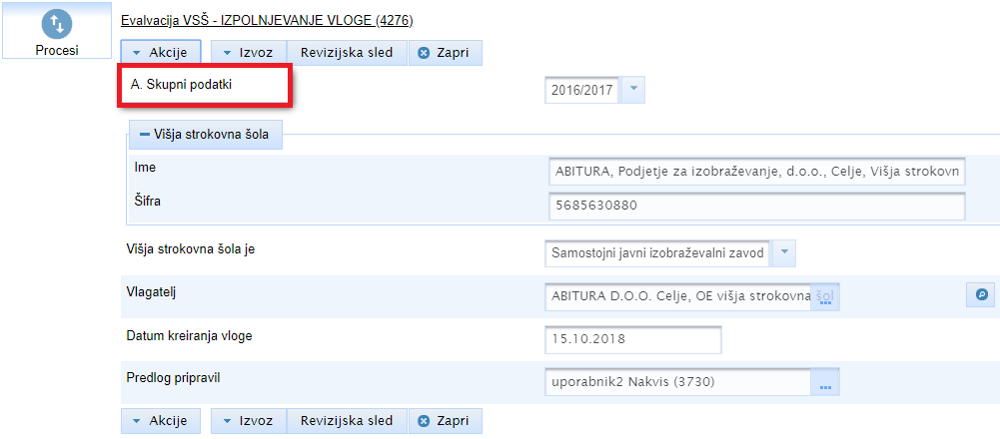 Procesi
Evalvacija VSŠ - IZPOLNJEVANJE VLOGE (4276)
Akcije Izvoz Revizijska sled Zapri
A. Skupni podatki 2016/2017
Višja strokovna šola
Ime ABITURA, Podjetje za izobraževanje, d.o.o., Celje, Višja strokovn
Šifra 5685630880
Višja strokovna šola je Samostojni javni izobraževalni zavod
Vlagatelj ABITURA D.O.O. Celje, OE višja strokovna šol ...
Datum kreiranja vloge 15.10.2018
Predlog pripravil uporabnik2 Nakvis (3730) ...
Akcije Izvoz Revizijska sled Zapri